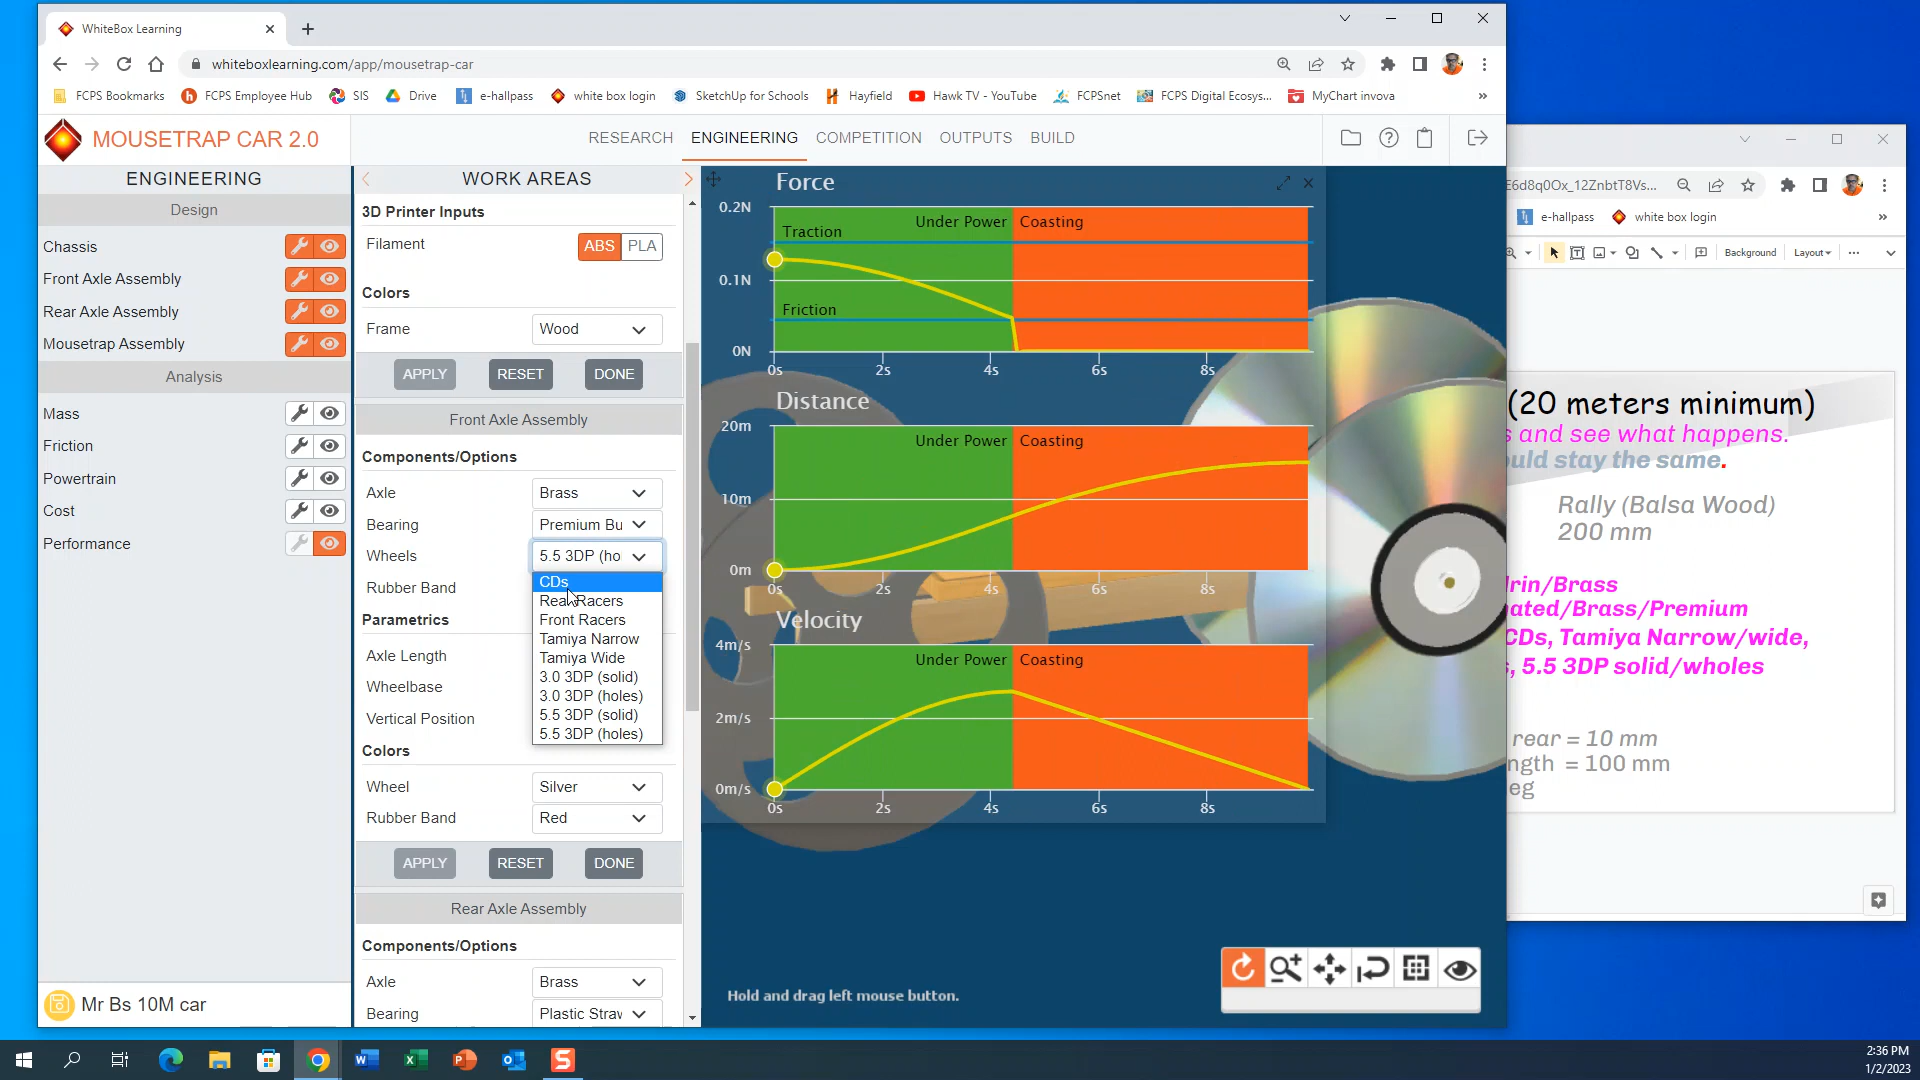 WhiteBox Learning
whiteboxlearning.com/app/mousetrap-car
FCPS Bookmarks FCPS Employee Hub SIS Drive e-hallpass white box login SketchUp for Schools Hayfield Hawk TV - YouTube FCPSnet FCPS Digital Ecosys... MyChart invova »
MOUSETRAP CAR 2.0
RESEARCH ENGINEERING COMPETITION OUTPUTS BUILD
ENGINEERING
Design
Chassis
Front Axle Assembly
Rear Axle Assembly
Mousetrap Assembly
Analysis
Mass
Friction
Powertrain
Cost
Performance
Mr Bs 10M car
WORK AREAS
3D Printer Inputs
Filament ABS PLA
Colors
Frame Wood
APPLY RESET DONE
Front Axle Assembly
Components/Options
Axle Brass
Bearing Premium Bu
Wheels 5.5 3DP (ho
Rubber Band
CDs
Rear Racers
Front Racers
Tamiya Narrow
Tamiya Wide
3.0 3DP (solid)
3.0 3DP (holes)
5.5 3DP (solid)
5.5 3DP (holes)
Parametrics
Axle Length
Wheelbase
Vertical Position
Colors
Wheel Silver
Rubber Band Red
APPLY RESET DONE
Rear Axle Assembly
Components/Options
Axle Brass
Bearing Plastic Strav
Force
0.2N
0.1N
0N
Under Power Coasting
Traction
Friction
0s 2s 4s 6s 8s
Distance
20m
10m
0m
Under Power Coasting
0s 2s 4s 6s 8s
Velocity
4m/s
2m/s
0m/s
Under Power Coasting
0s 2s 4s 6s 8s
Hold and drag left mouse button.
E6d8q0Ox_12ZnbtT8Vs...
e-hallpass white box login »
Background Layout
(20 meters minimum)
s and see what happens.
uld stay the same.
Rally (Balsa Wood)
200 mm
lrin/Brass
ated/Brass/Premium
CDs, Tamiya Narrow/wide,
s, 5.5 3DP solid/wholes
rear = 10 mm
ngth = 100 mm
eg
2:36 PM
1/2/2023